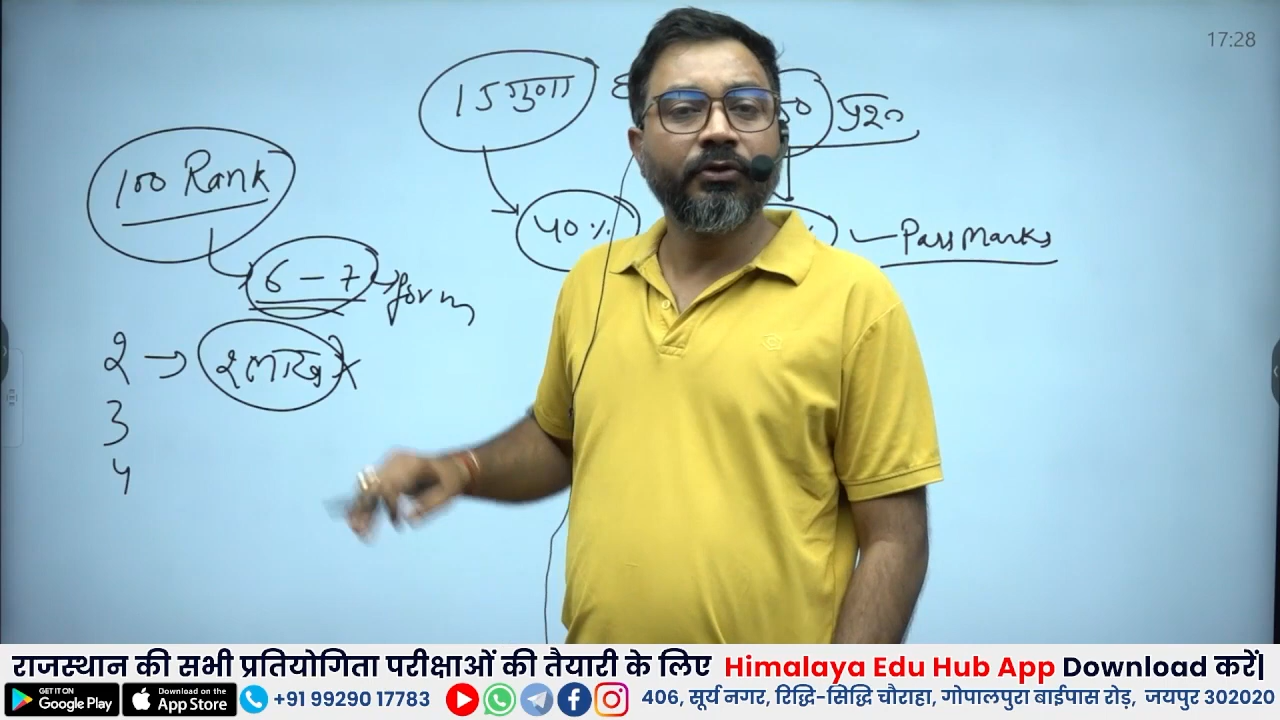 17:28
15 गुना
प्रश्न
100 Rank
40%
Pass Marks
6-7 → form
2 → 2 लाख
3
4
राजस्थान की सभी प्रतियोगिता परीक्षाओं की तैयारी के लिए Himalaya Edu Hub App Download करें|
GET IT ON Google Play Download on the App Store +91 99290 17783 406, सूर्य नगर, रिद्धि-सिद्धि चौराहा, गोपालपुरा बाईपास रोड़, जयपुर 302020